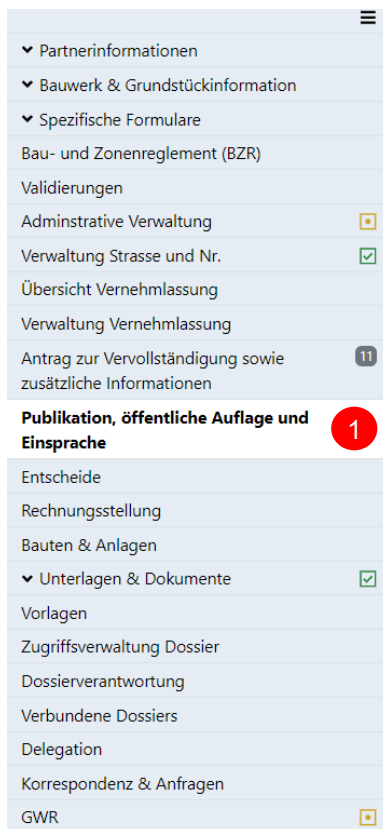 Partnerinformationen
Bauwerk & Grundstückinformation
Spezifische Formulare
Bau- und Zonenreglement (BZR)
Validierungen
Adminstrative Verwaltung
Verwaltung Strasse und Nr.
Übersicht Vernehmlassung
Verwaltung Vernehmlassung
Antrag zur Vervollständigung sowie 11
zusätzliche Informationen
Publikation, öffentliche Auflage und
Einsprache 1
Entscheide
Rechnungsstellung
Bauten & Anlagen
Unterlagen & Dokumente
Vorlagen
Zugriffsverwaltung Dossier
Dossierverantwortung
Verbundene Dossiers
Delegation
Korrespondenz & Anfragen
GWR